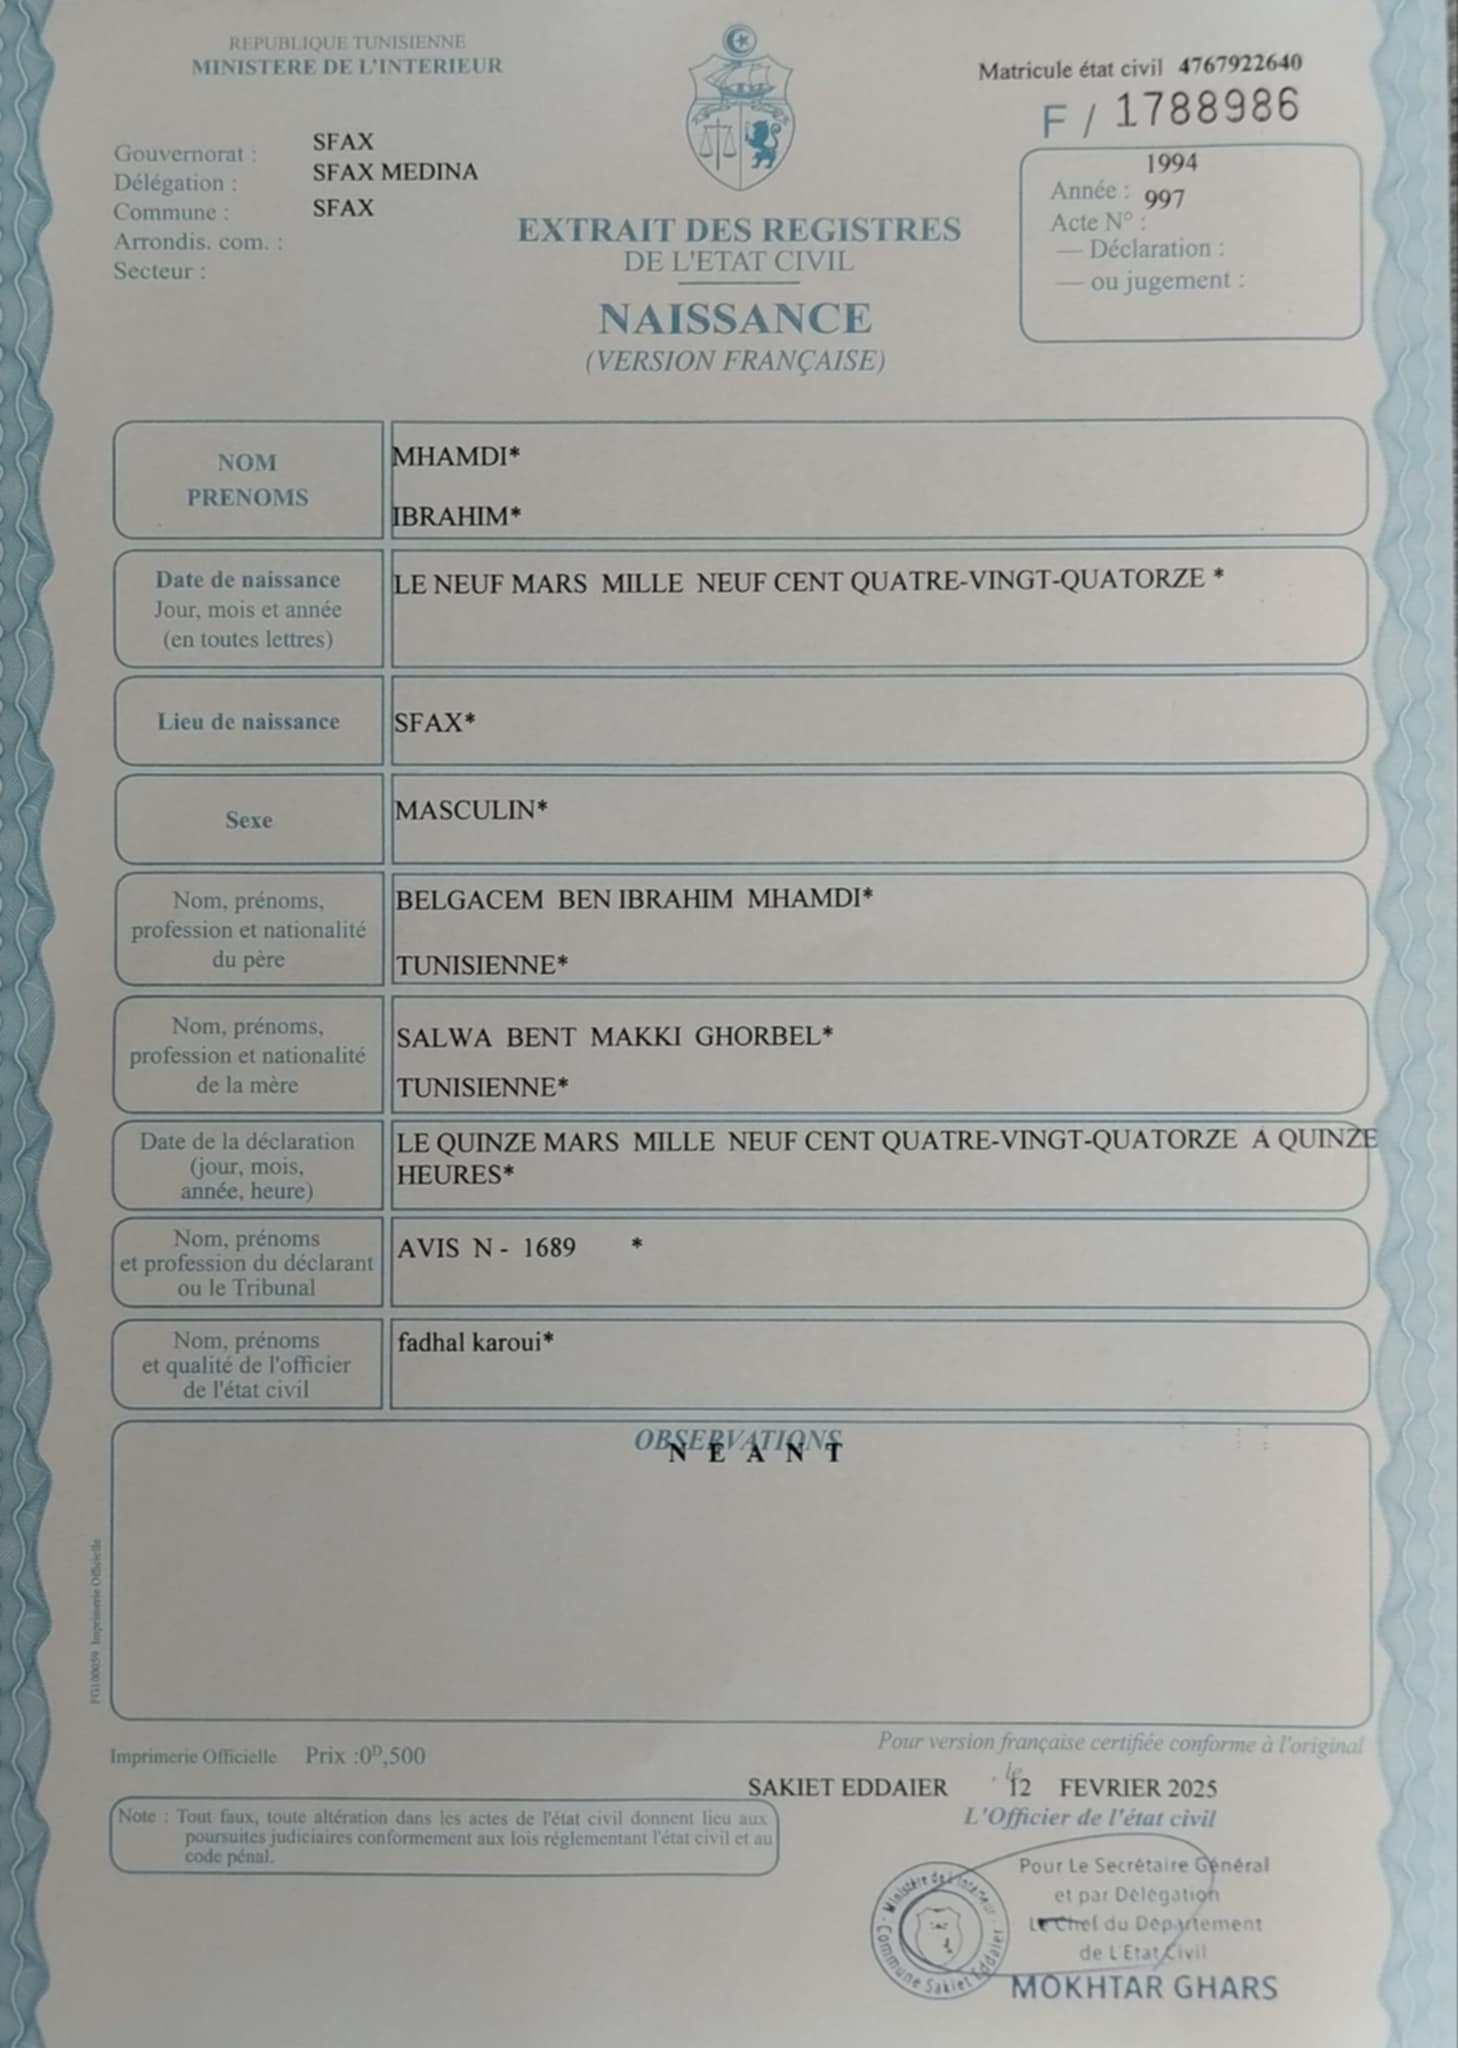 REPUBLIQUE TUNISIENNE
MINISTERE DE L'INTERIEUR
Matricule état civil 4767922640
F / 1788986
Gouvernorat : SFAX
Délégation : SFAX MEDINA
Commune : SFAX
Arrondis. com. :
Secteur :
EXTRAIT DES REGISTRES
DE L'ETAT CIVIL
NAISSANCE
(VERSION FRANÇAISE)
1994
Année : 997
Acte N° :
— Déclaration :
— ou jugement :
NOM
PRENOMS
MHAMDI*
IBRAHIM*
Date de naissance
Jour, mois et année
(en toutes lettres)
LE NEUF MARS MILLE NEUF CENT QUATRE-VINGT-QUATORZE *
Lieu de naissance
SFAX*
Sexe
MASCULIN*
Nom, prénoms,
profession et nationalité
du père
BELGACEM BEN IBRAHIM MHAMDI*
TUNISIENNE*
Nom, prénoms,
profession et nationalité
de la mère
SALWA BENT MAKKI GHORBEL*
TUNISIENNE*
Date de la déclaration
(jour, mois,
année, heure)
LE QUINZE MARS MILLE NEUF CENT QUATRE-VINGT-QUATORZE A QUINZE
HEURES*
Nom, prénoms
et profession du déclarant
ou le Tribunal
AVIS N - 1689 *
Nom, prénoms
et qualité de l'officier
de l'état civil
fadhal karoui*
OBSERVATIONS
N E A N T
FG100059 Imprimerie Officielle
Imprimerie Officielle Prix :0D,500
Pour version française certifiée conforme à l'original
SAKIET EDDAIER le 12 FEVRIER 2025
L'Officier de l'état civil
Note : Tout faux, toute altération dans les actes de l'état civil donnent lieu aux
poursuites judiciaires conformement aux lois réglementant l'état civil et au
code pénal.
Pour Le Secrétaire Général
et par Délégation
Le Chef du Département
de L'Etat Civil
MOKHTAR GHARS
Ministère de l'Intérieur
Commune Sakiet Eddaier